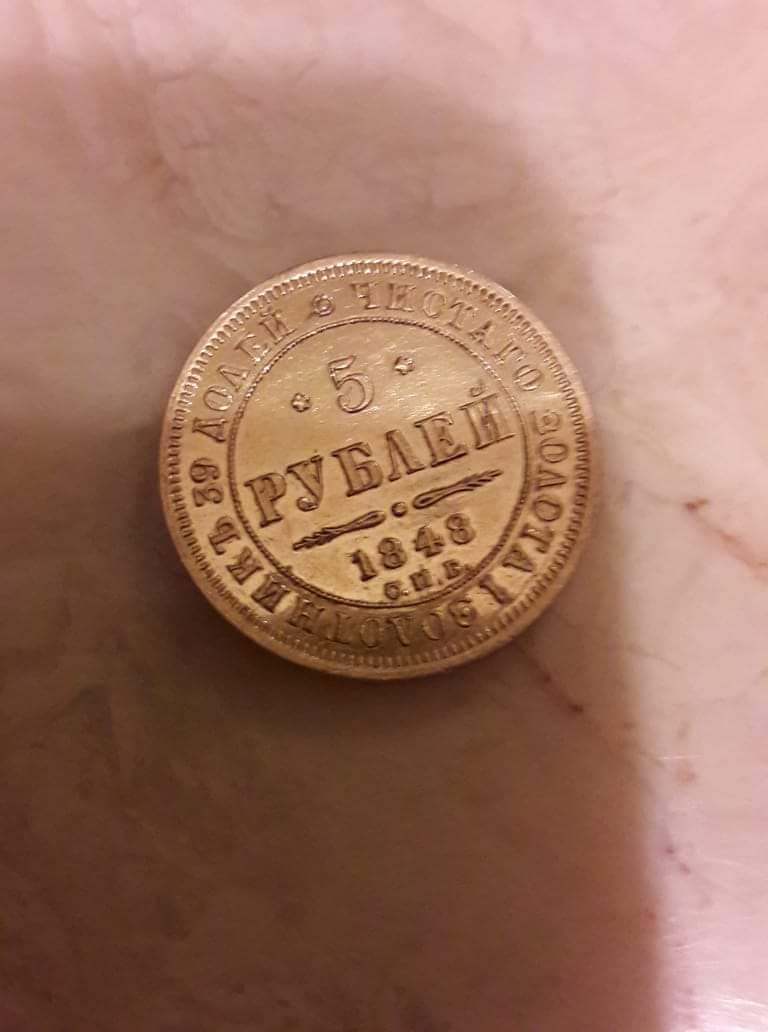 ЧИСТАГО ЗОЛОТА 1 ЗОЛОТНИКЪ 39 ДОЛЕЙ
5
РУБЛЕЙ
1848
С.П.Б.